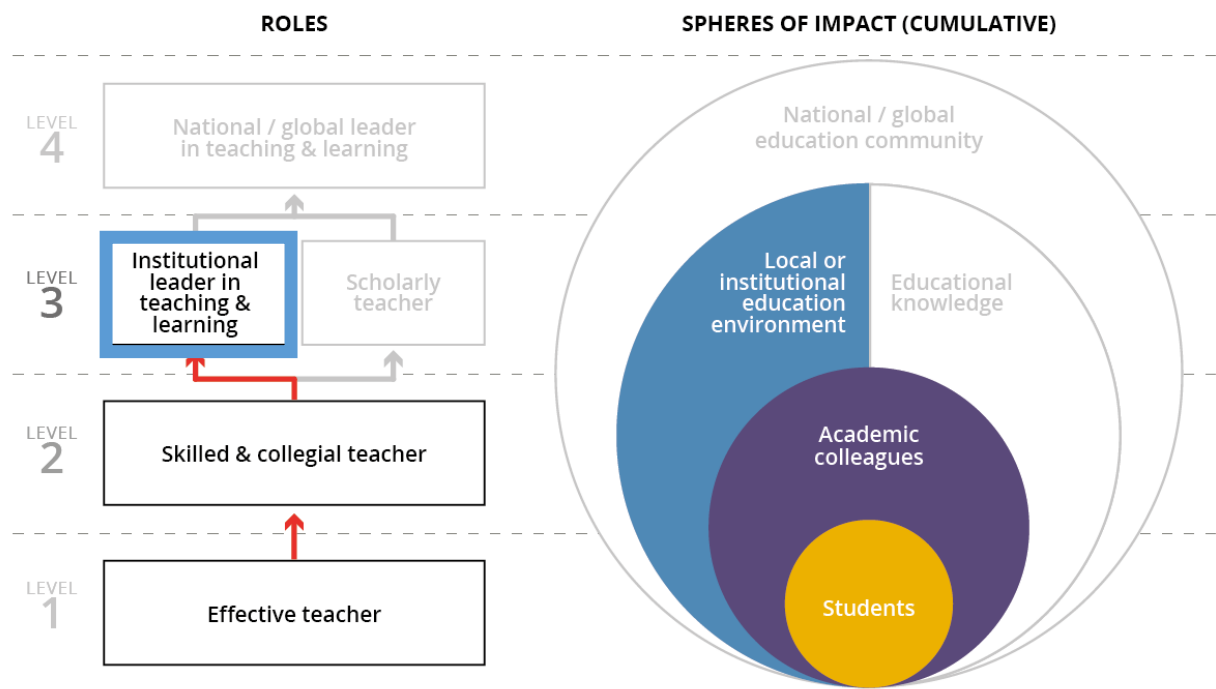 ROLES
SPHERES OF IMPACT (CUMULATIVE)
LEVEL
4
National / global leader
in teaching & learning
National / global
education community
LEVEL
3
Institutional
leader in
teaching &
learning
Scholarly
teacher
Local or
institutional
education
environment
Educational
knowledge
LEVEL
2
Skilled & collegial teacher
Academic
colleagues
LEVEL
1
Effective teacher
Students